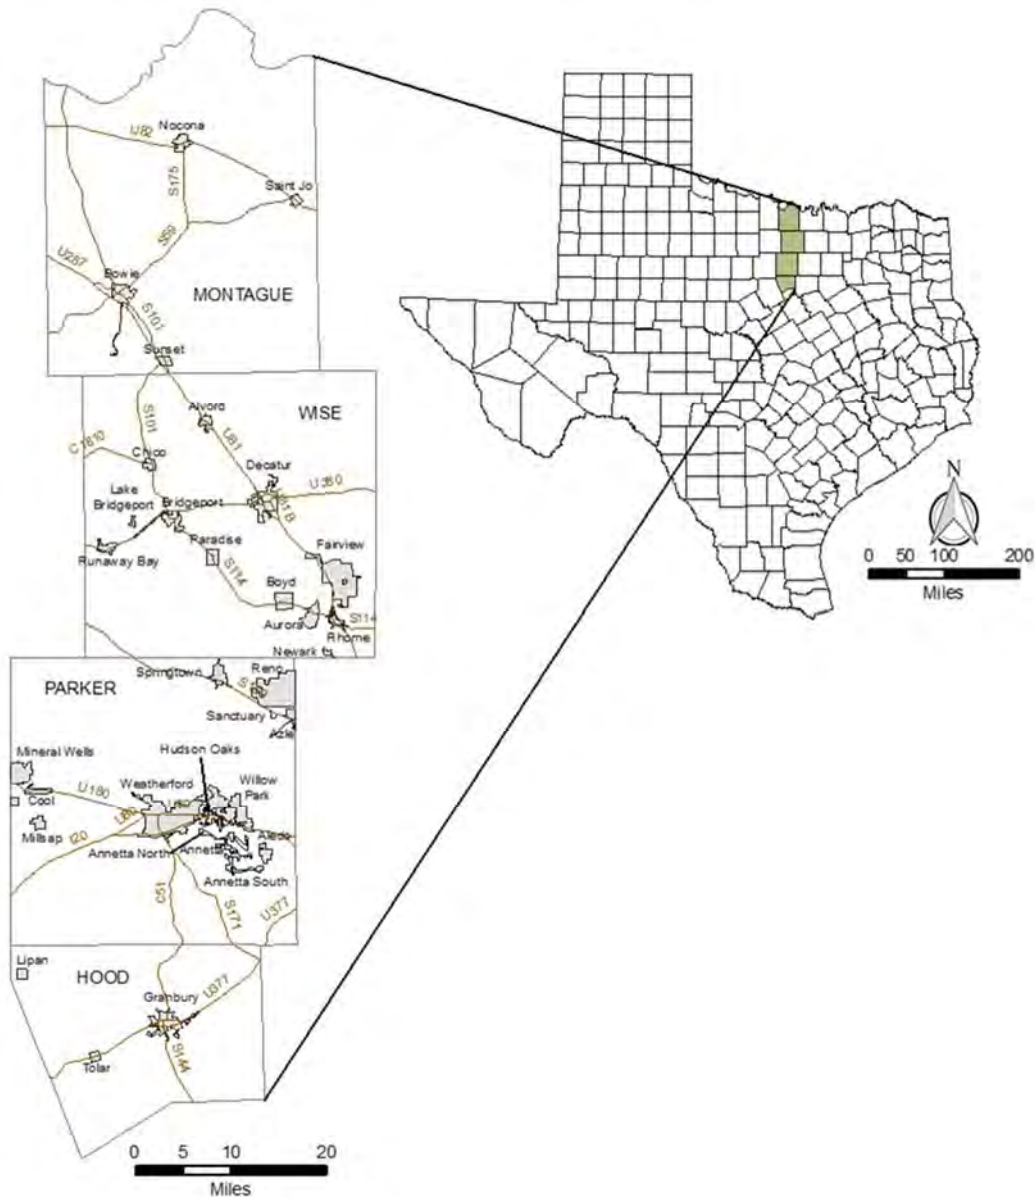 U82
Nocona
S175
Saint Jo
S59
U287
Bowie
MONTAGUE
S101
Sunset
WISE
Alvord
S101
U81
C1810
Chico
Decatur
U380
Lake
Bridgeport
Bridgeport
Runaway Bay
Paradise
Fairview
S114
Boyd
Aurora
S114
Rhome
Newark
PARKER
Springtown
Reno
Sanctuary
Azle
Mineral Wells
Hudson Oaks
U180
Weatherford
Willow
Park
Cool
Millsap
I20
U80
Annetta North
Annetta
Aledo
Annetta South
C51
S171
U377
Lipan
HOOD
Granbury
U377
Tolar
S144
0 5 10 20
Miles
N
0 50 100 200
Miles